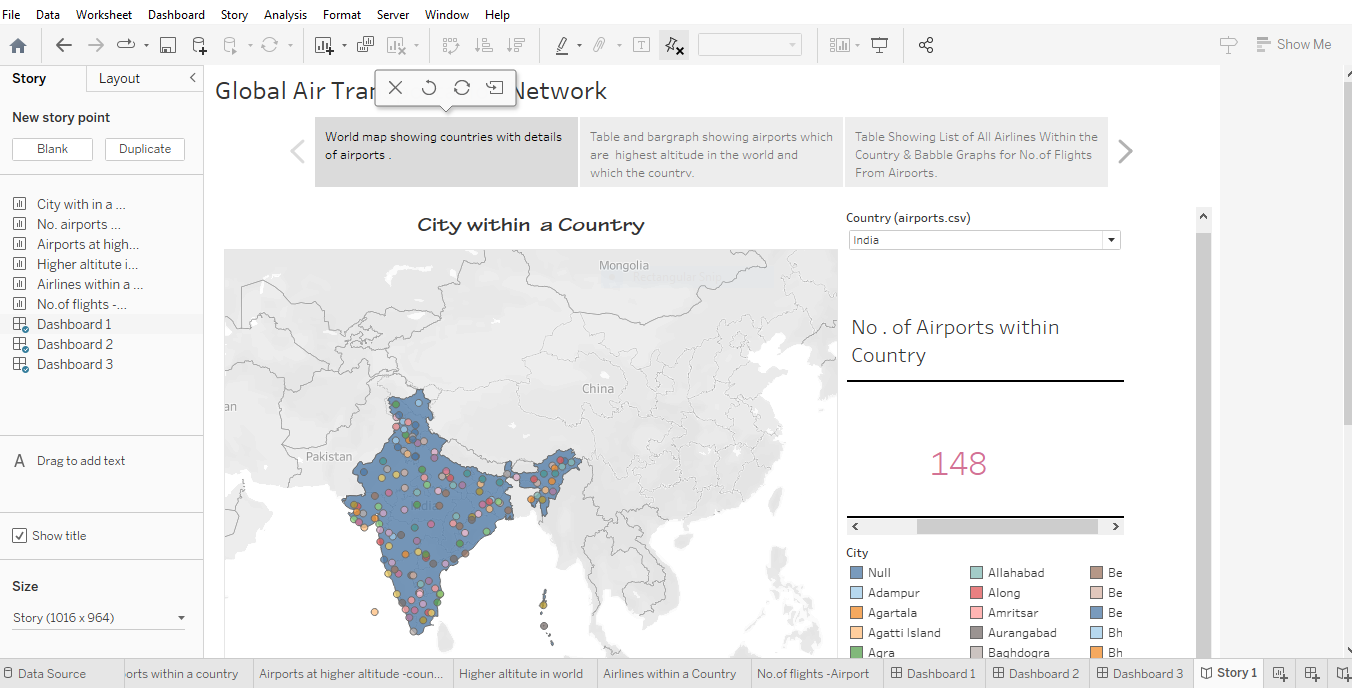 File Data Worksheet Dashboard Story Analysis Format Server Window Help
Show Me
Story Layout
New story point
Blank Duplicate
City with in a ...
No. airports ...
Airports at high...
Higher altitute i...
Airlines within a ...
No.of flights -...
Dashboard 1
Dashboard 2
Dashboard 3
A Drag to add text
Show title
Size
Story (1016 x 964)
Global Air Tra Network
World map showing countries with details
of airports .
Table and bargraph showing airports which
are highest altitude in the world and
which the country.
Table Showing List of All Airlines Within the
Country & Babble Graphs for No.of Flights
From Airports.
City within a Country
Mongolia
China
an
Pakistan
India
Country (airports.csv)
India
No . of Airports within
Country
148
City
Null Allahabad Be
Adampur Along Be
Agartala Amritsar Be
Agatti Island Aurangabad Bh
Agra Baghdogra Bh
Data Source orts within a country Airports at higher altitude -coun... Higher altitude in world Airlines within a Country No.of flights -Airport Dashboard 1 Dashboard 2 Dashboard 3 Story 1